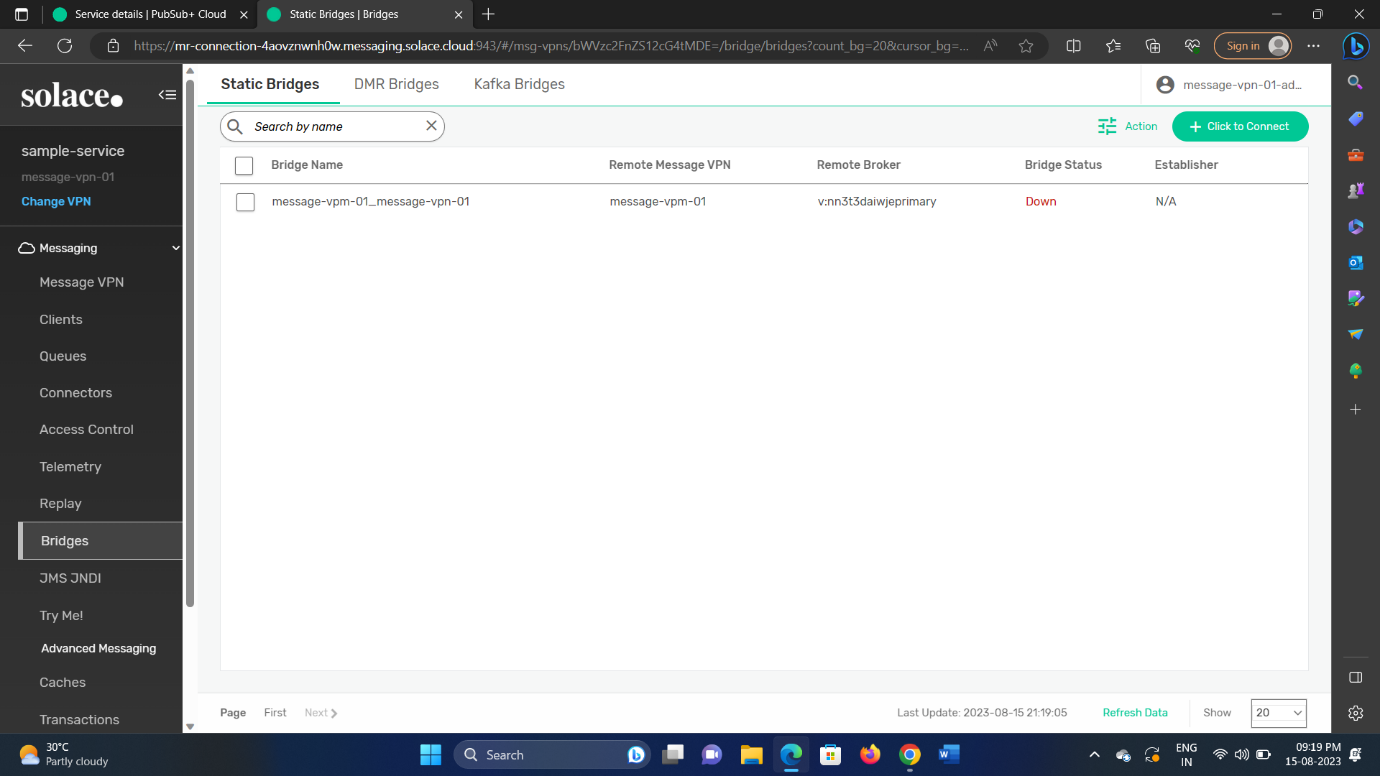 Service details | PubSub+ Cloud
Static Bridges | Bridges
https://mr-connection-4aovznwnh0w.messaging.solace.cloud:943/#/msg-vpns/bWVzc2FnZS12cG4tMDE=/bridge/bridges?count_bg=20&cursor_bg=...
Sign in
solace.
Static Bridges
DMR Bridges
Kafka Bridges
message-vpn-01-ad...
Search by name
Action
Click to Connect
sample-service
message-vpn-01
Change VPN
Messaging
Message VPN
Clients
Queues
Connectors
Access Control
Telemetry
Replay
Bridges
JMS JNDI
Try Me!
Advanced Messaging
Caches
Transactions
Bridge Name Remote Message VPN Remote Broker Bridge Status Establisher
message-vpm-01_message-vpn-01 message-vpm-01 v:nn3t3daiwjeprimary Down N/A
Page First Next Last Update: 2023-08-15 21:19:05 Refresh Data Show 20
30°C
Partly cloudy
Search
ENG
IN
09:19 PM
15-08-2023